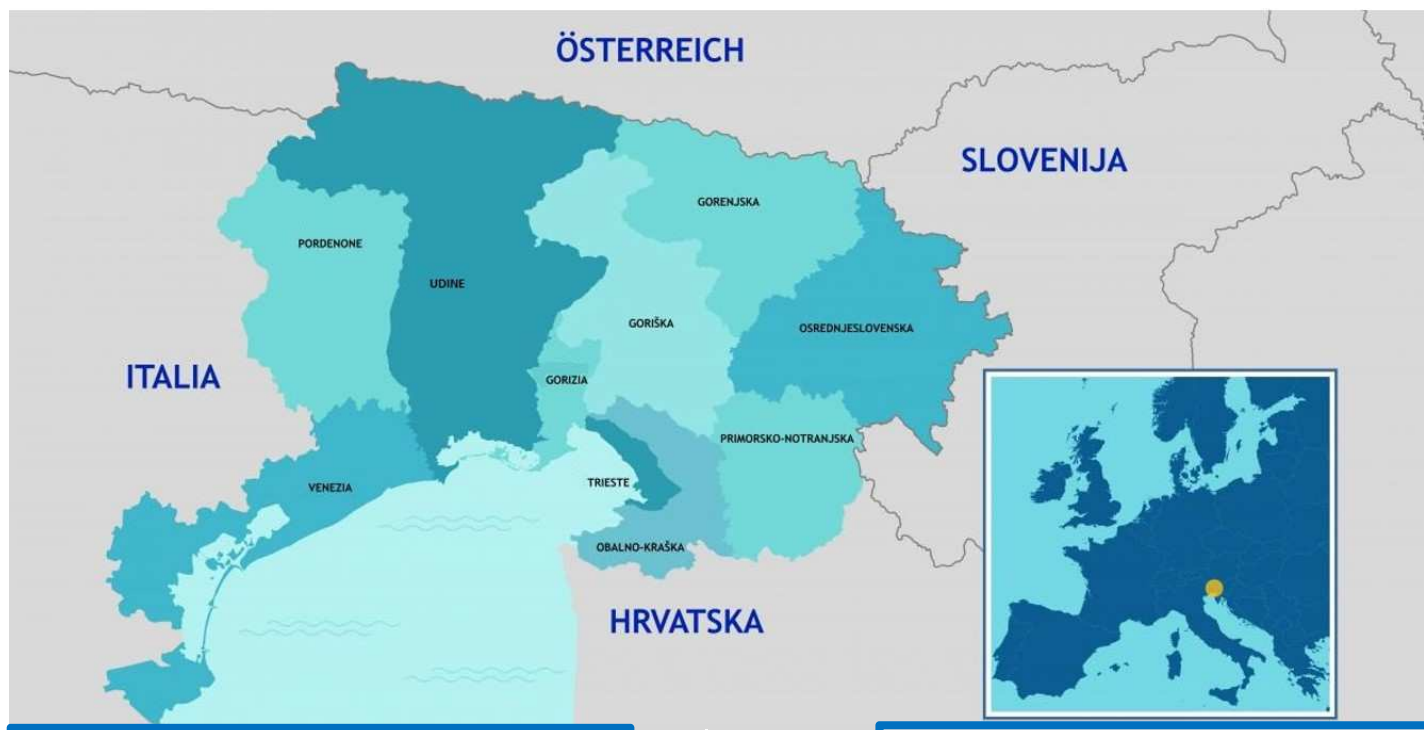 ÖSTERREICH
SLOVENIJA
GORENJSKA
PORDENONE
UDINE
GORIŠKA
OSREDNJESLOVENSKA
ITALIA
GORIZIA
PRIMORSKO-NOTRANJSKA
VENEZIA
TRIESTE
OBALNO-KRAŠKA
HRVATSKA